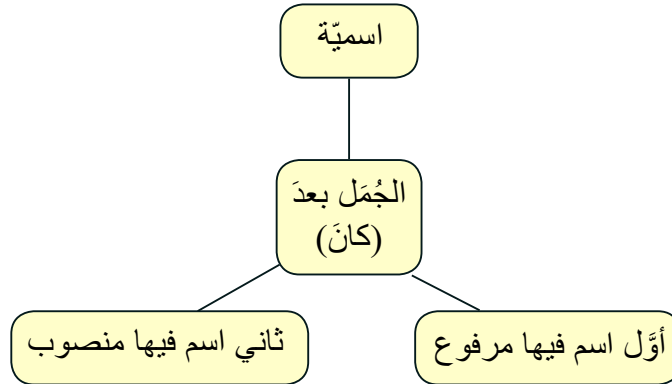 اسميّة
الجُمَل بعدَ
(كانَ)
أوَّل اسم فيها مرفوع
ثاني اسم فيها منصوب